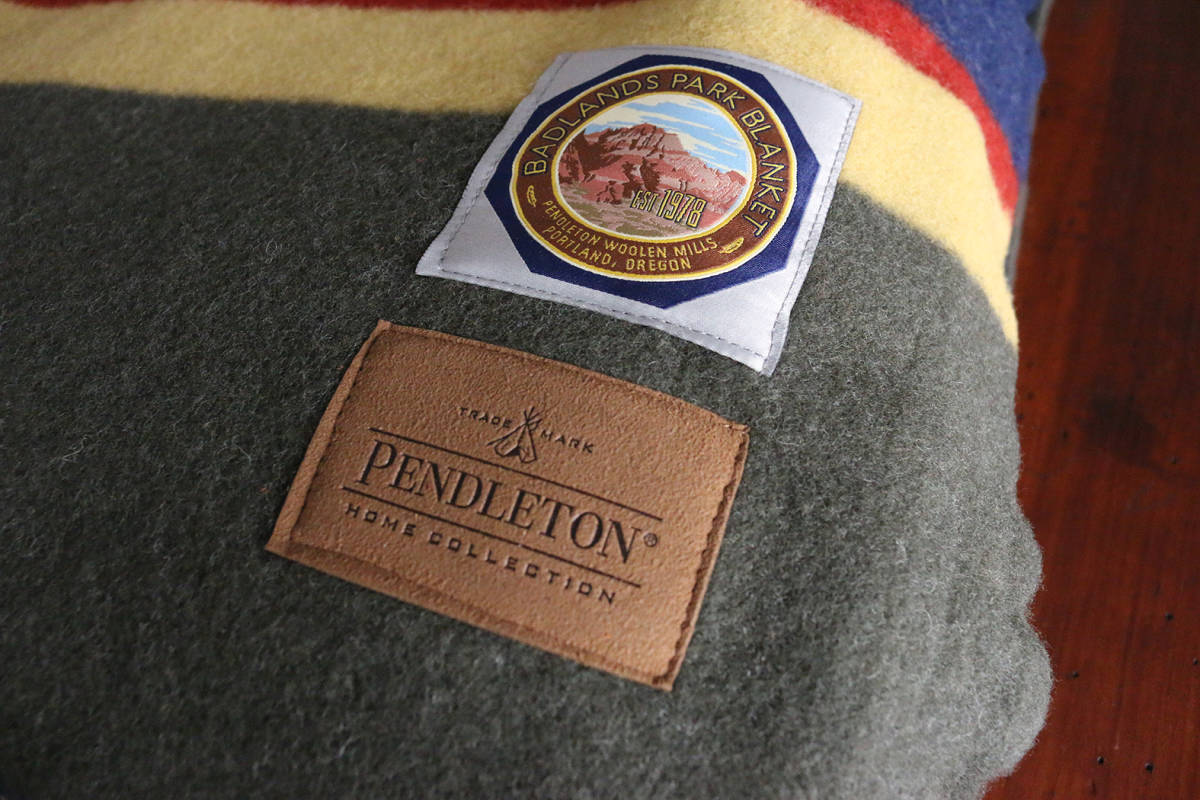 BADLANDS PARK BLANKET
EST 1978
PENDLETON WOOLEN MILLS
PORTLAND, OREGON
TRADE MARK
PENDLETON®
HOME COLLECTION